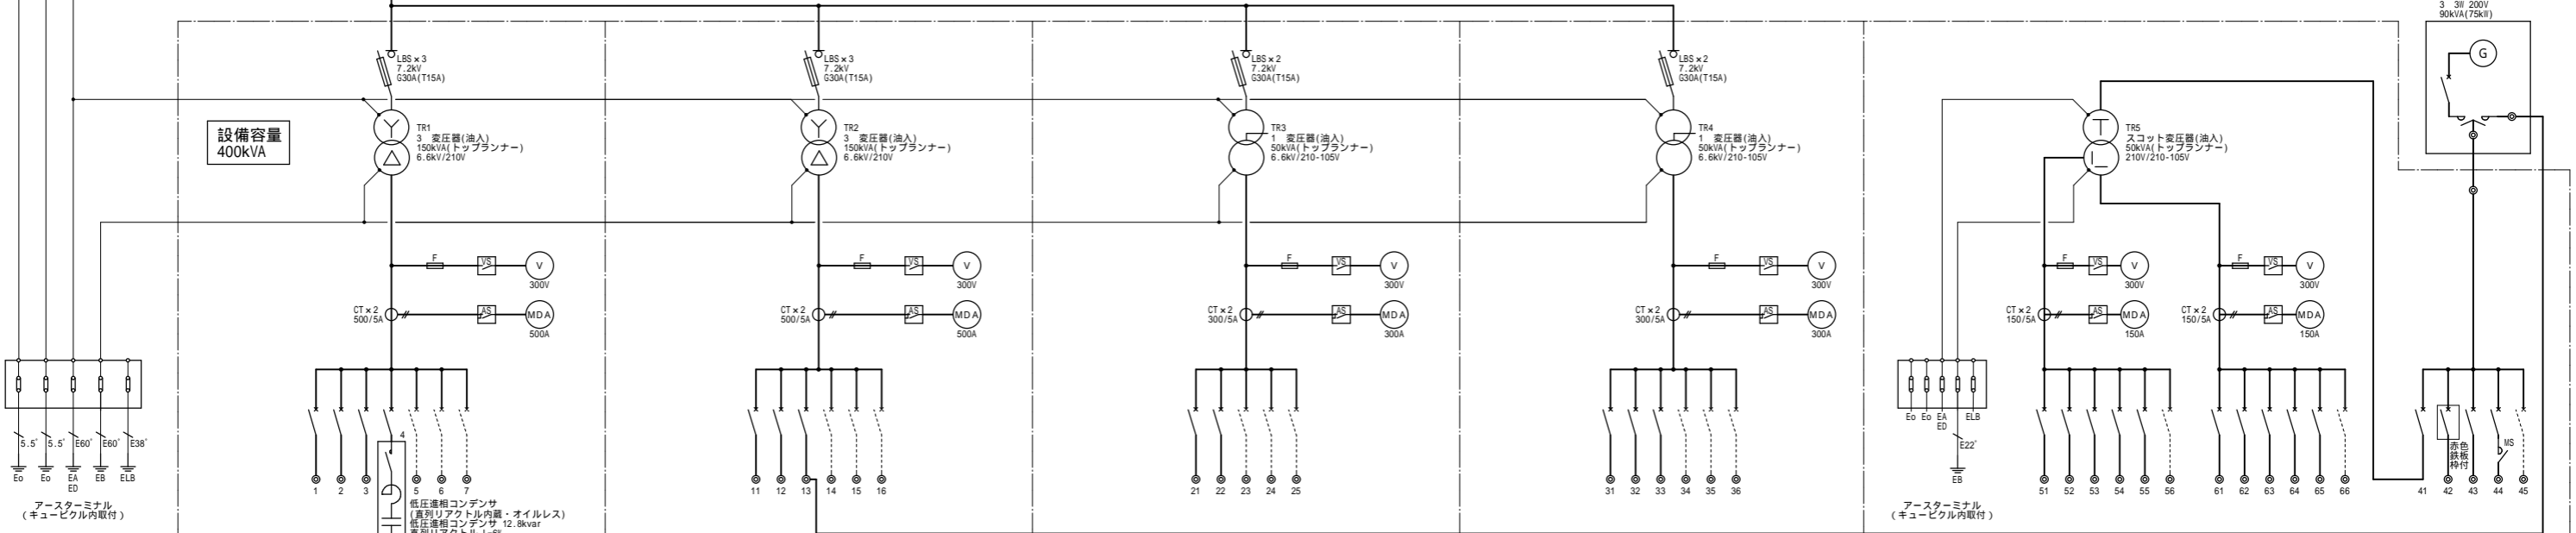 3 3W 200V
90kVA(75kW)
G
LBS×3
7.2kV
G30A(T15A)
LBS×3
7.2kV
G30A(T15A)
LBS×2
7.2kV
G30A(T15A)
LBS×2
7.2kV
G30A(T15A)
設備容量
400kVA
TR1
3 変圧器(油入)
150kVA(トップランナー)
6.6kV/210V
TR2
3 変圧器(油入)
150kVA(トップランナー)
6.6kV/210V
TR3
1 変圧器(油入)
50kVA(トップランナー)
6.6kV/210-105V
TR4
1 変圧器(油入)
50kVA(トップランナー)
6.6kV/210-105V
TR5
スコット変圧器(油入)
50kVA(トップランナー)
210V/210-105V
F VS V
300V
F VS V
300V
F VS V
300V
F VS V
300V
F VS V
300V
F VS V
300V
CT×2
500/5A
AS MDA
500A
CT×2
500/5A
AS MDA
500A
CT×2
300/5A
AS MDA
300A
CT×2
300/5A
AS MDA
300A
CT×2
150/5A
AS MDA
150A
CT×2
150/5A
AS MDA
150A
5.5゜ 5.5゜ E60゜ E60゜ E38゜
Eo Eo EA EB ELB
ED
アースターミナル
(キュービクル内取付)
4
1 2 3 5 6 7
低圧進相コンデンサ
(直列リアクトル内蔵・オイルレス)
低圧進相コンデンサ 12.8kvar
11 12 13 14 15 16
21 22 23 24 25
31 32 33 34 35 36
Eo Eo EA ELB
ED
E22゜
EB
アースターミナル
(キュービクル内取付)
51 52 53 54 55 56
61 62 63 64 65 66
赤色
鉄板
枠付
MS
41 42 43 44 45